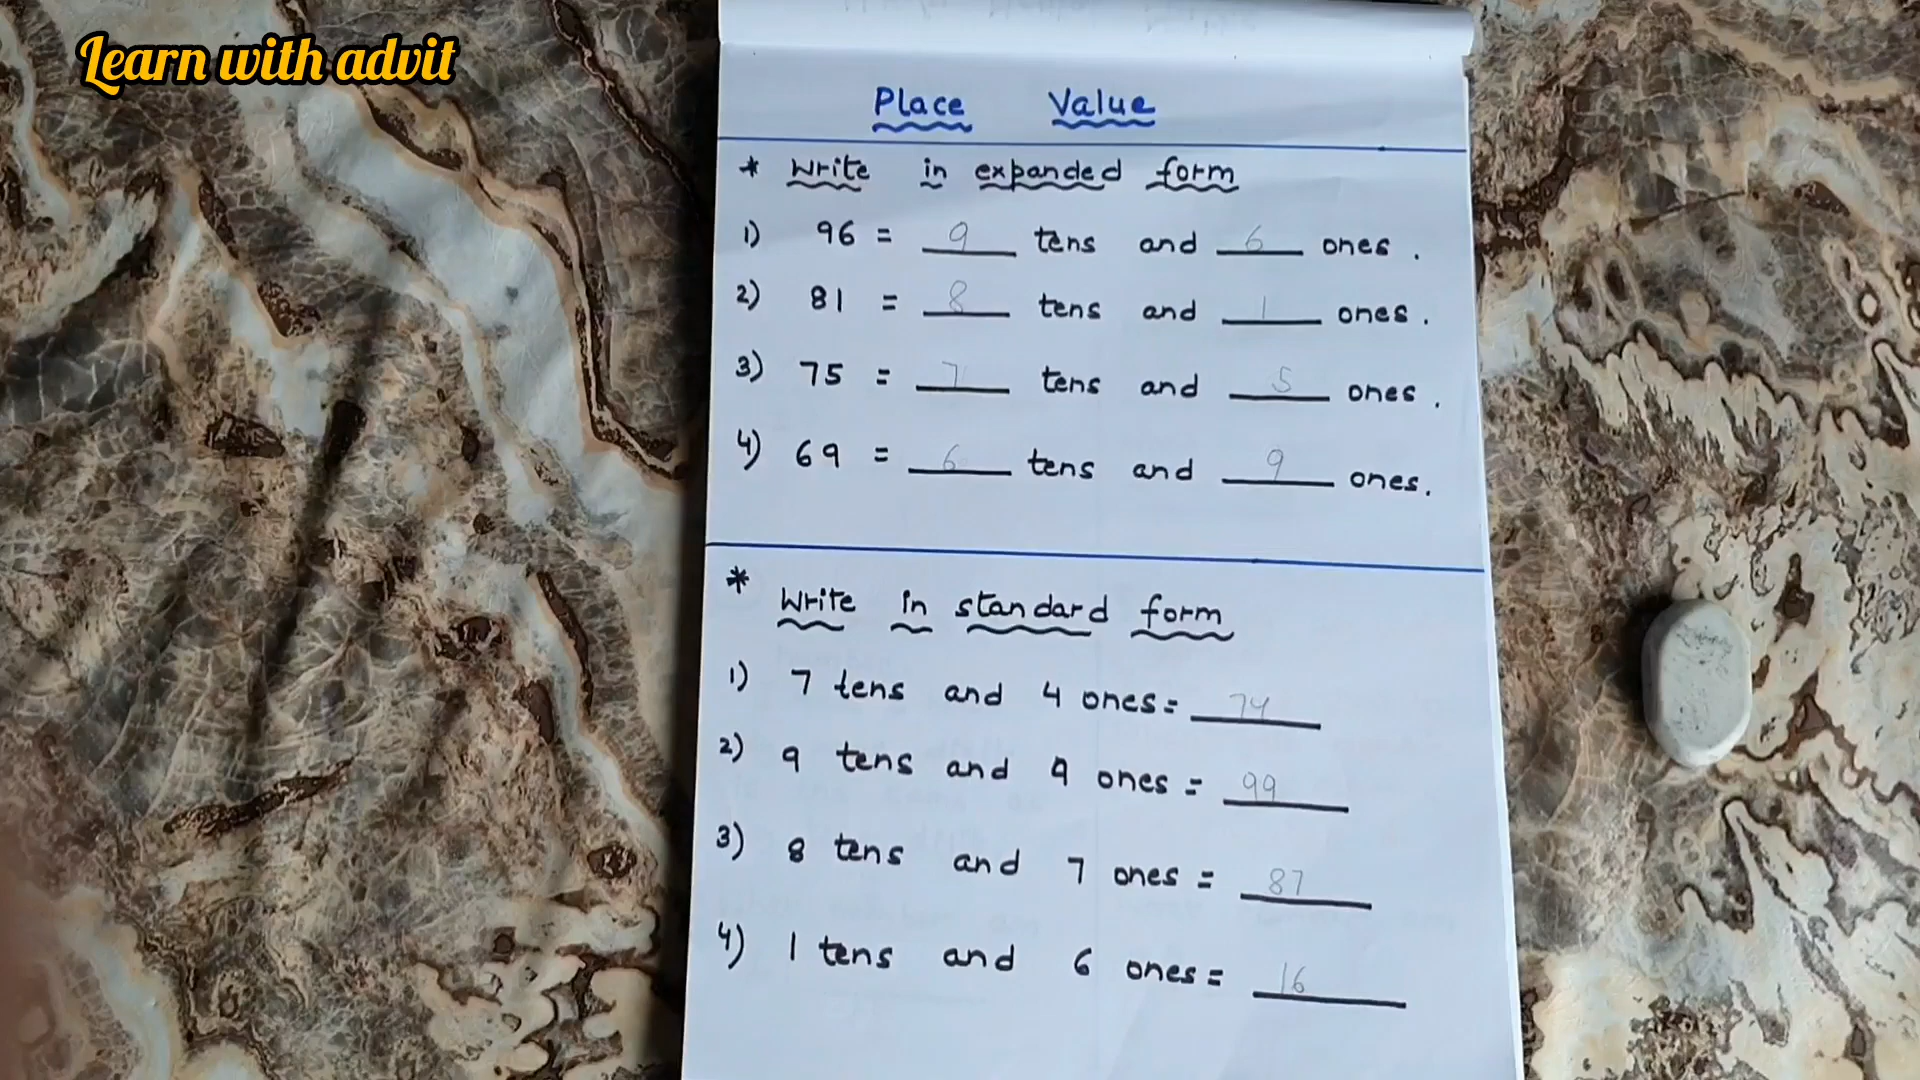 Learn with advit
Place Value
* Write in expanded form
1) 96 = 9 tens and 6 ones.
2) 81 = 8 tens and 1 ones.
3) 75 = 7 tens and 5 ones.
4) 69 = 6 tens and 9 ones.
* Write in standard form
1) 7 tens and 4 ones = 74
2) 9 tens and 9 ones = 99
3) 8 tens and 7 ones = 87
4) 1 tens and 6 ones = 16